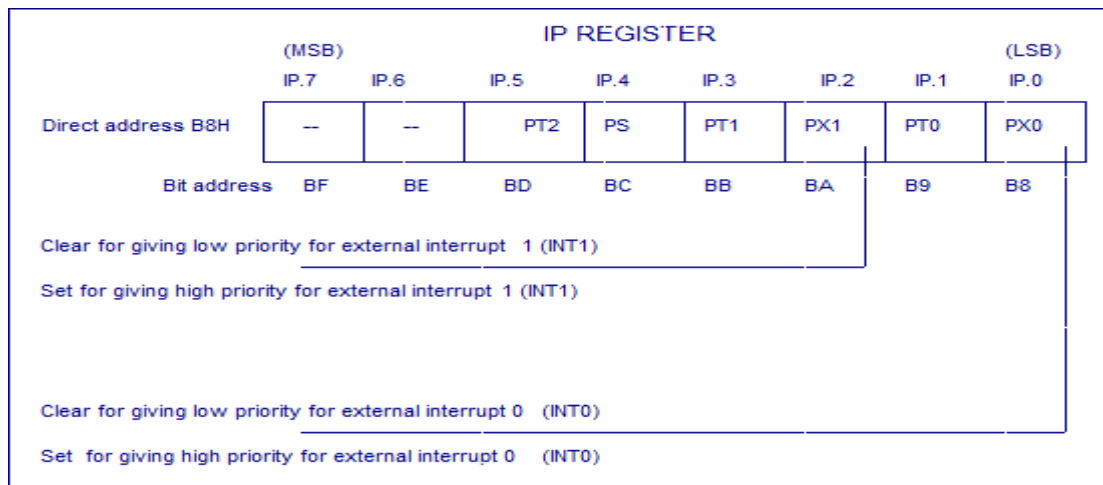 IP REGISTER
(MSB) (LSB)
IP.7 IP.6 IP.5 IP.4 IP.3 IP.2 IP.1 IP.0
Direct address B8H -- -- PT2 PS PT1 PX1 PT0 PX0
Bit address BF BE BD BC BB BA B9 B8
Clear for giving low priority for external interrupt 1 (INT1)
Set for giving high priority for external interrupt 1 (INT1)
Clear for giving low priority for external interrupt 0 (INT0)
Set for giving high priority for external interrupt 0 (INT0)